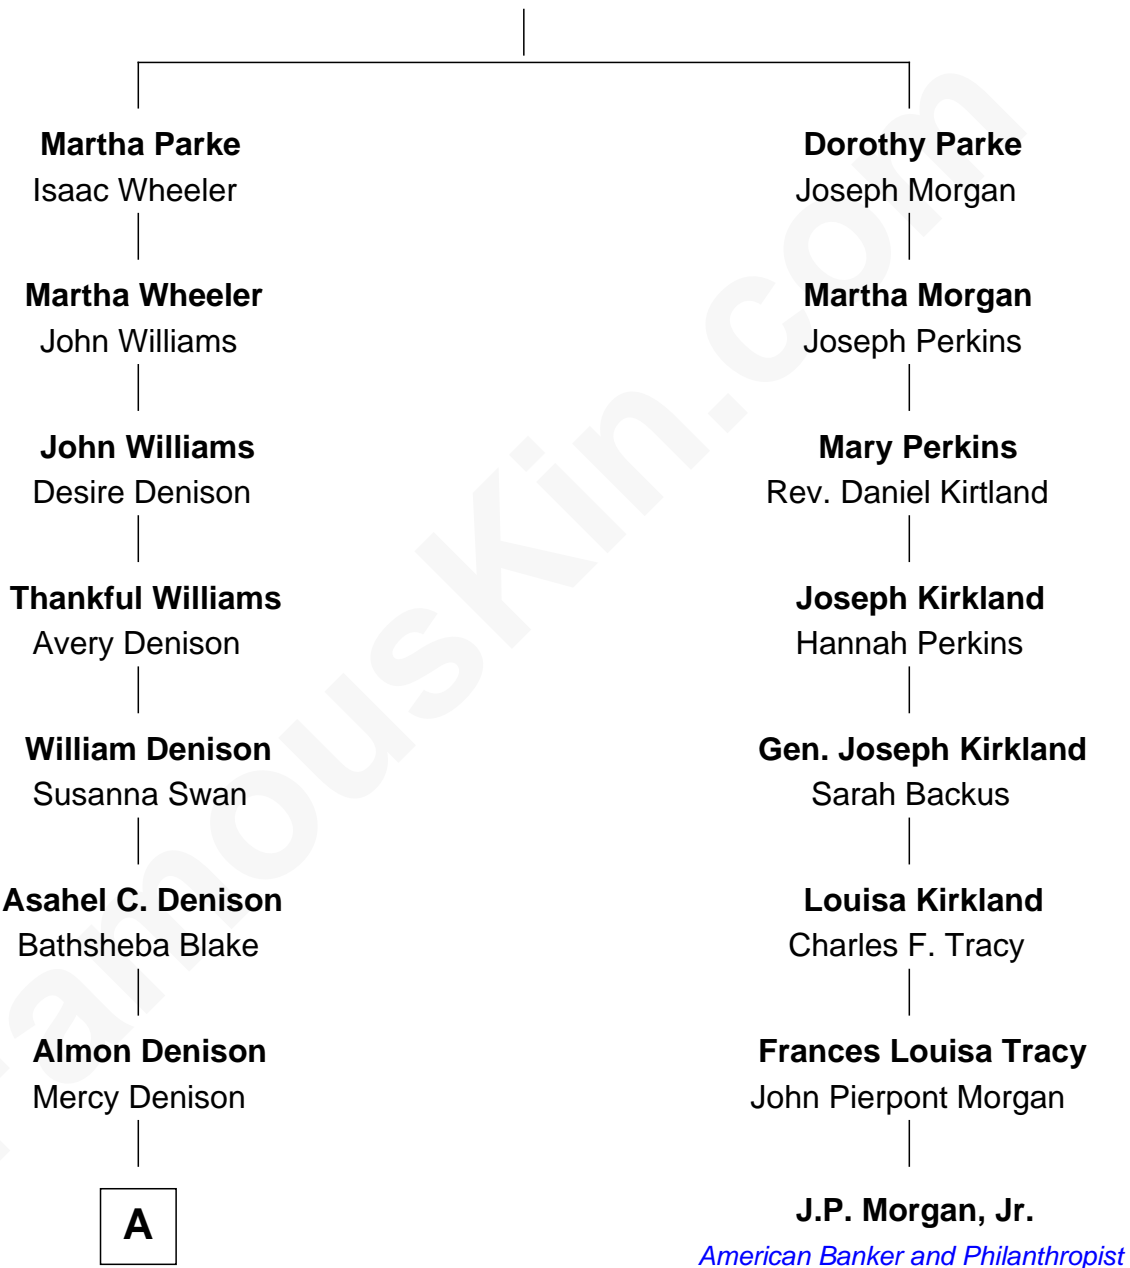 Martha Parke
Isaac Wheeler
Martha Wheeler
John Williams
John Williams
Desire Denison
Thankful Williams
Avery Denison
William Denison
Susanna Swan
Asahel C. Denison
Bathsheba Blake
Almon Denison
Mercy Denison
A
Dorothy Parke
Joseph Morgan
Martha Morgan
Joseph Perkins
Mary Perkins
Rev. Daniel Kirtland
Joseph Kirkland
Hannah Perkins
Gen. Joseph Kirkland
Sarah Backus
Louisa Kirkland
Charles F. Tracy
Frances Louisa Tracy
John Pierpont Morgan
J.P. Morgan, Jr.
American Banker and Philanthropist
FamousKin.com